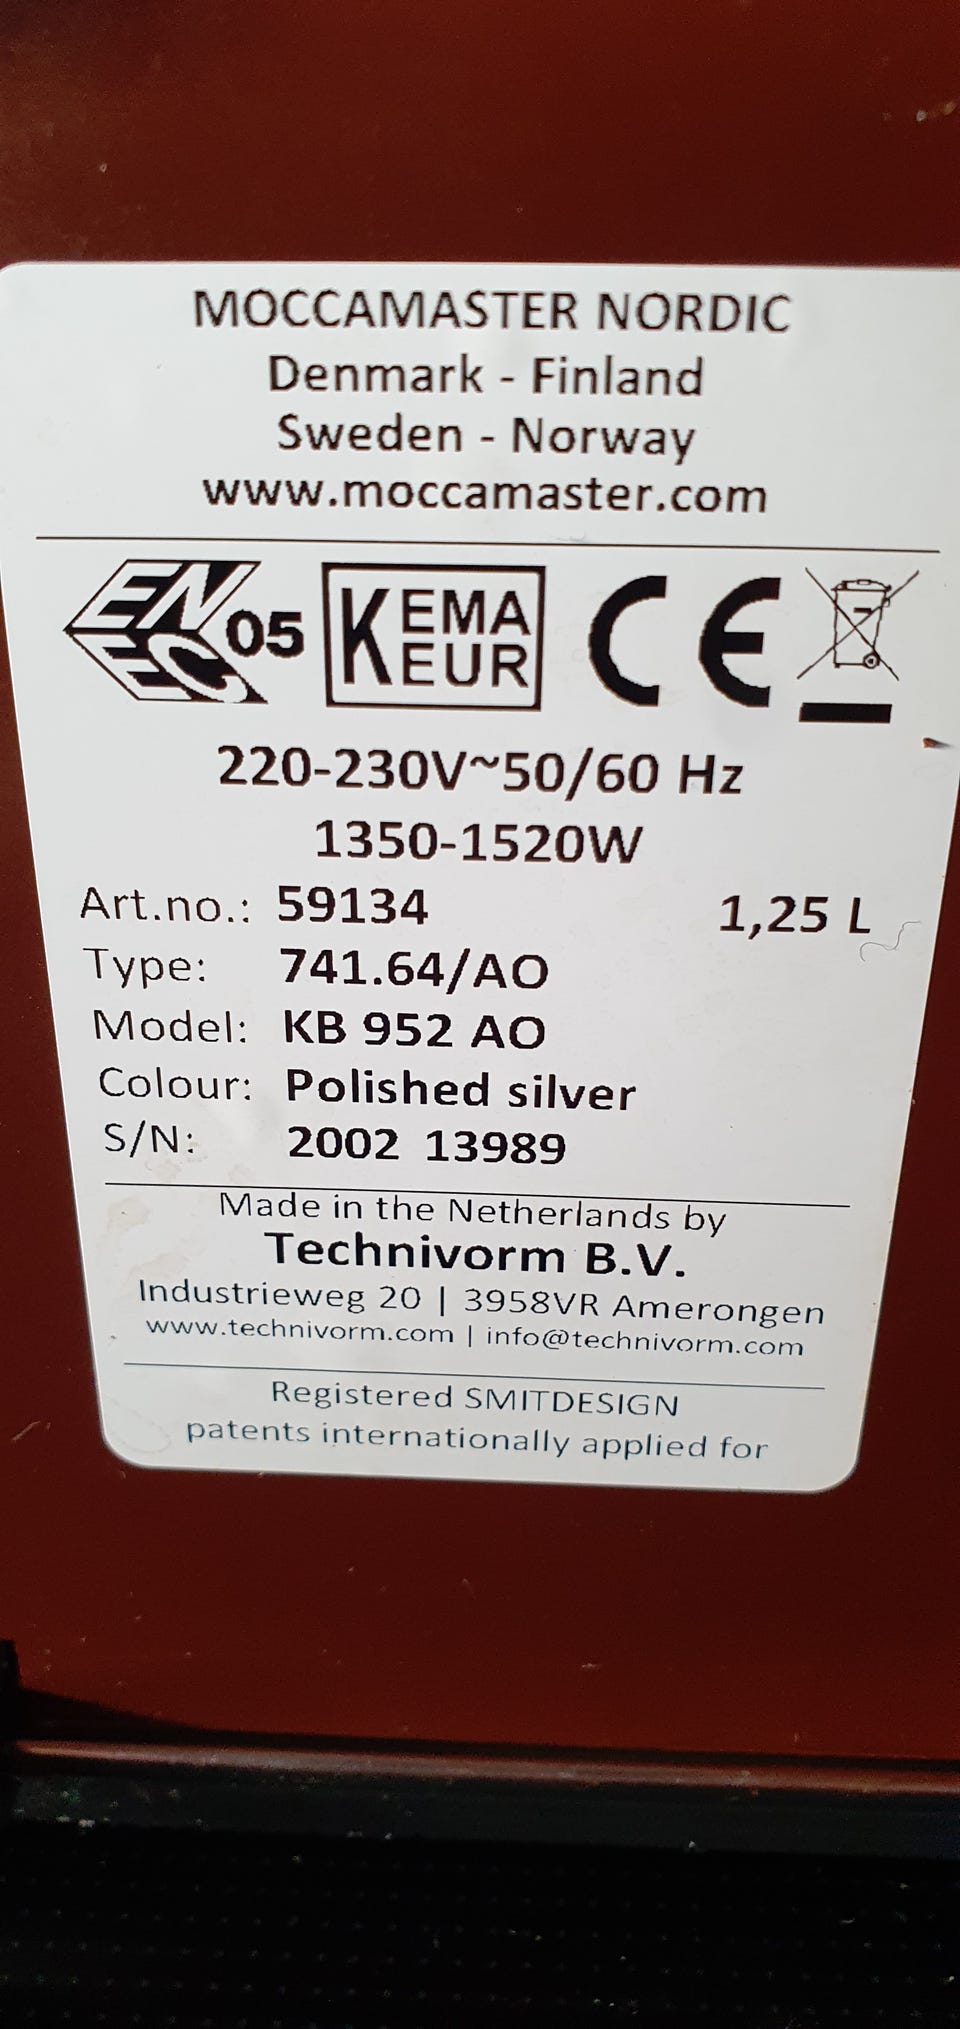 MOCCAMASTER NORDIC
Denmark - Finland
Sweden - Norway
www.moccamaster.com
EN EC 05 KEMA KEUR CE
220-230V~50/60 Hz
1350-1520W
Art.no.: 59134 1,25 L
Type: 741.64/AO
Model: KB 952 AO
Colour: Polished silver
S/N: 2002 13989
Made in the Netherlands by
Technivorm B.V.
Industrieweg 20 | 3958VR Amerongen
www.technivorm.com | info@technivorm.com
Registered SMITDESIGN
patents internationally applied for